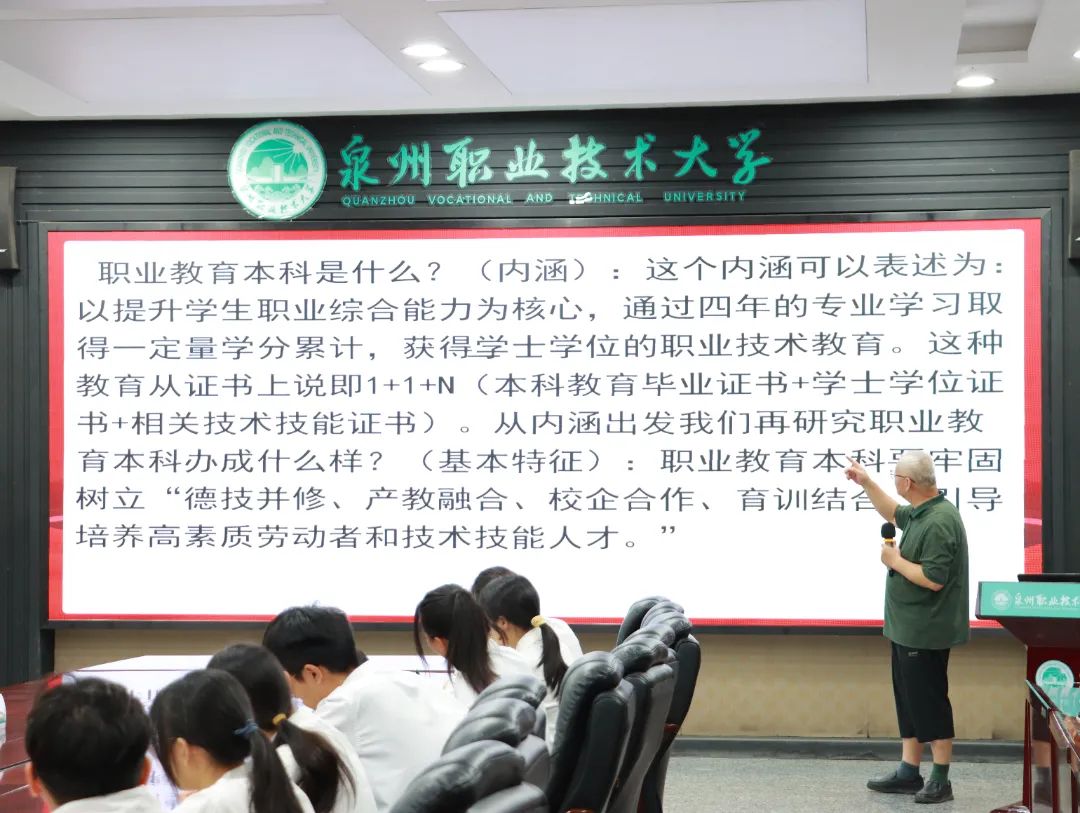 泉州职业技术大学
QUANZHOU VOCATIONAL AND TECHNICAL UNIVERSITY
职业教育本科是什么？（内涵）：这个内涵可以表述为：
以提升学生职业综合能力为核心，通过四年的专业学习取
得一定量学分累计，获得学士学位的职业技术教育。这种
教育从证书上说即1+1+N（本科教育毕业证书+学士学位证
书+相关技术技能证书）。从内涵出发我们再研究职业教
育本科办成什么样？（基本特征）：职业教育本科要牢固
树立“德技并修、产教融合、校企合作、育训结合 引导
培养高素质劳动者和技术技能人才。”
泉州职业技术